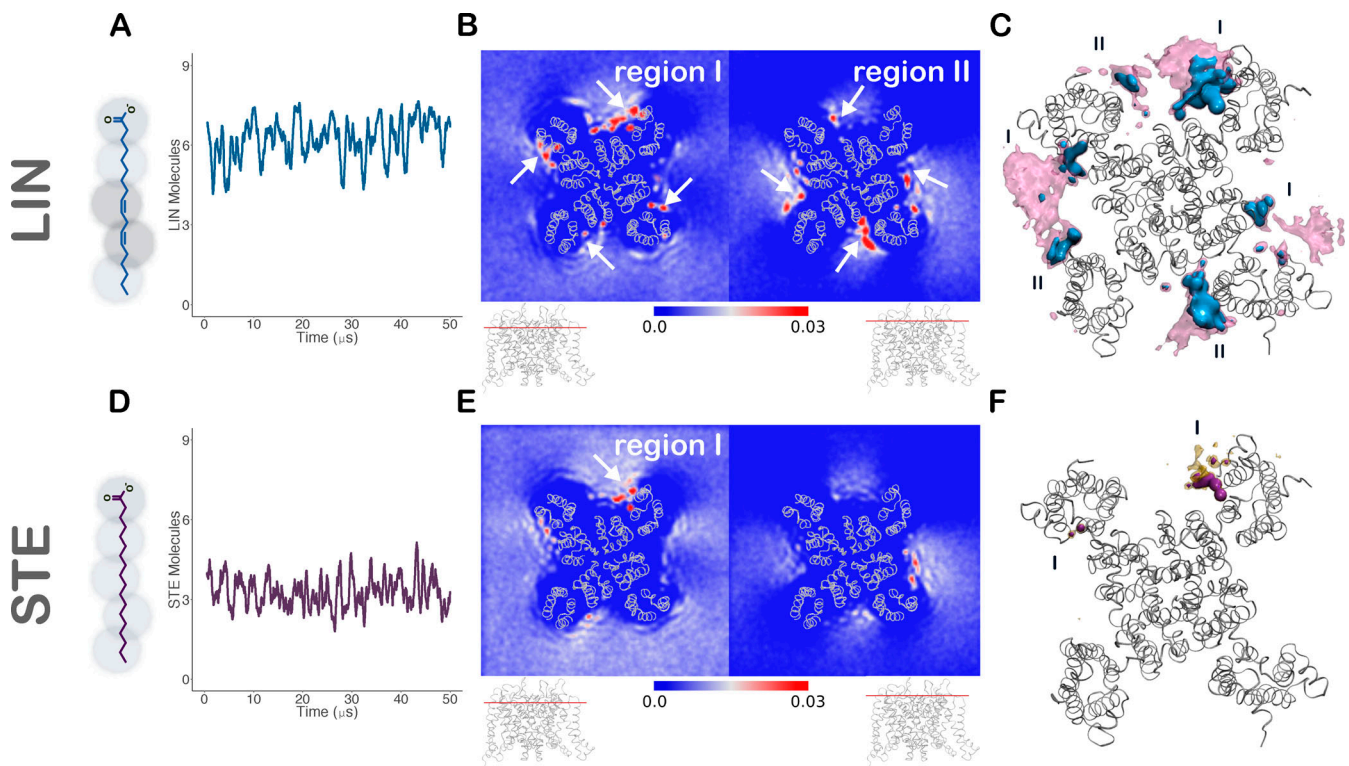 A
B
C
LIN
O
O-
LIN Molecules
9
6
3
0
0 10 20 30 40 50
Time (μs)
region I
region II
0.0
0.03
I
II
I
I
II
II
D
E
F
STE
O
O-
STE Molecules
9
6
3
0
0 10 20 30 40 50
Time (μs)
region I
0.0
0.03
I
I